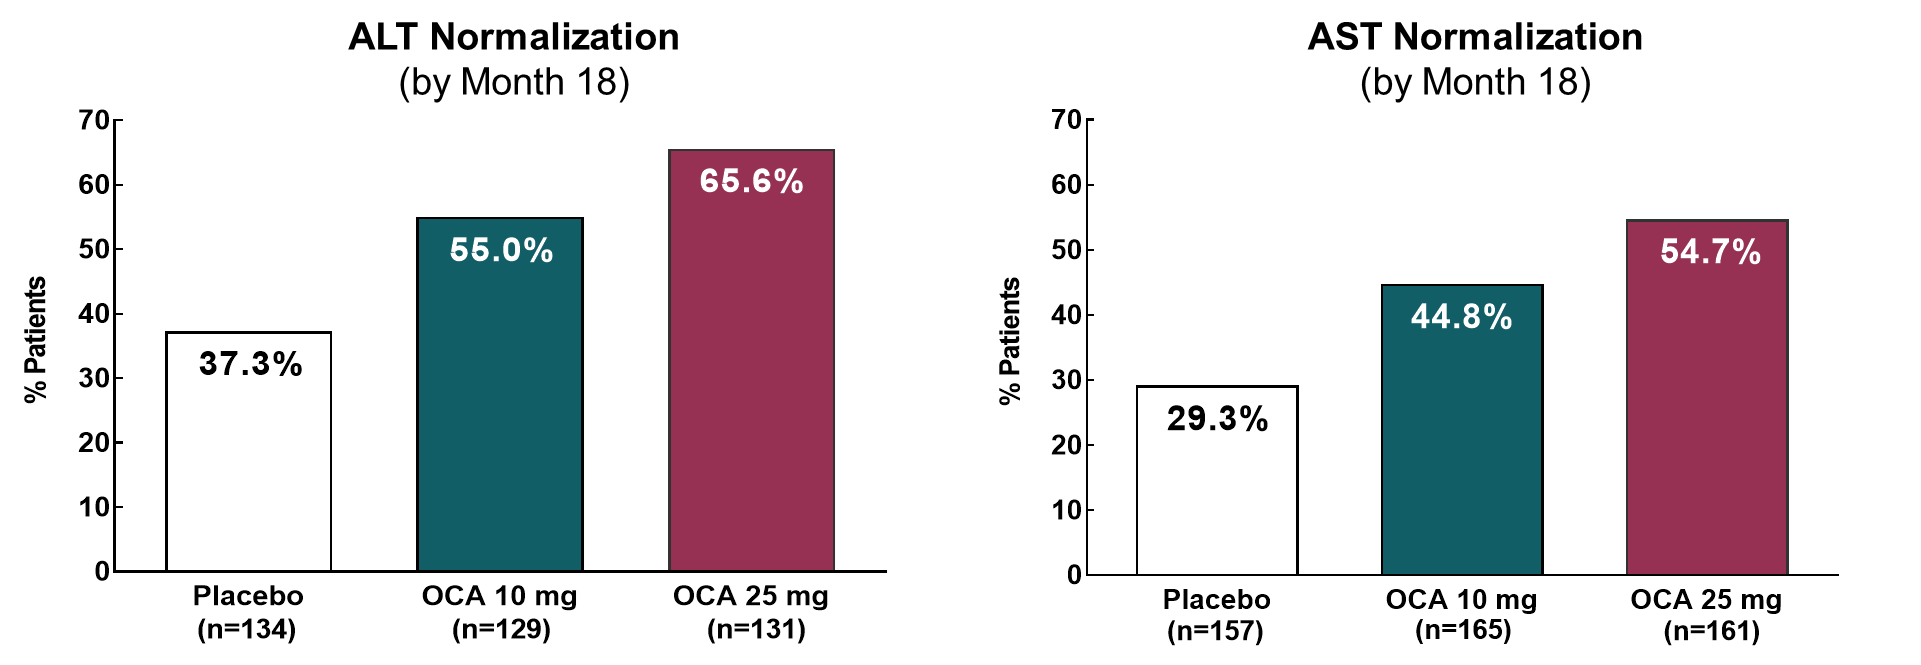 ALT Normalization
(by Month 18)
% Patients
70
60
50
40
30
20
10
0
37.3%
55.0%
65.6%
Placebo
(n=134)
OCA 10 mg
(n=129)
OCA 25 mg
(n=131)
AST Normalization
(by Month 18)
% Patients
70
60
50
40
30
20
10
0
29.3%
44.8%
54.7%
Placebo
(n=157)
OCA 10 mg
(n=165)
OCA 25 mg
(n=161)